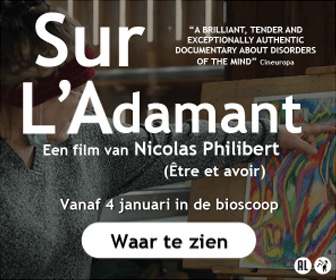 Sur
"A BRILLIANT, TENDER AND
EXCEPTIONALLY AUTHENTIC
DOCUMENTARY ABOUT DISORDERS
OF THE MIND" Cineuropa
L'Adamant
Een film van Nicolas Philibert
(Être et avoir)
Vanaf 4 januari in de bioscoop
Waar te zien
AL